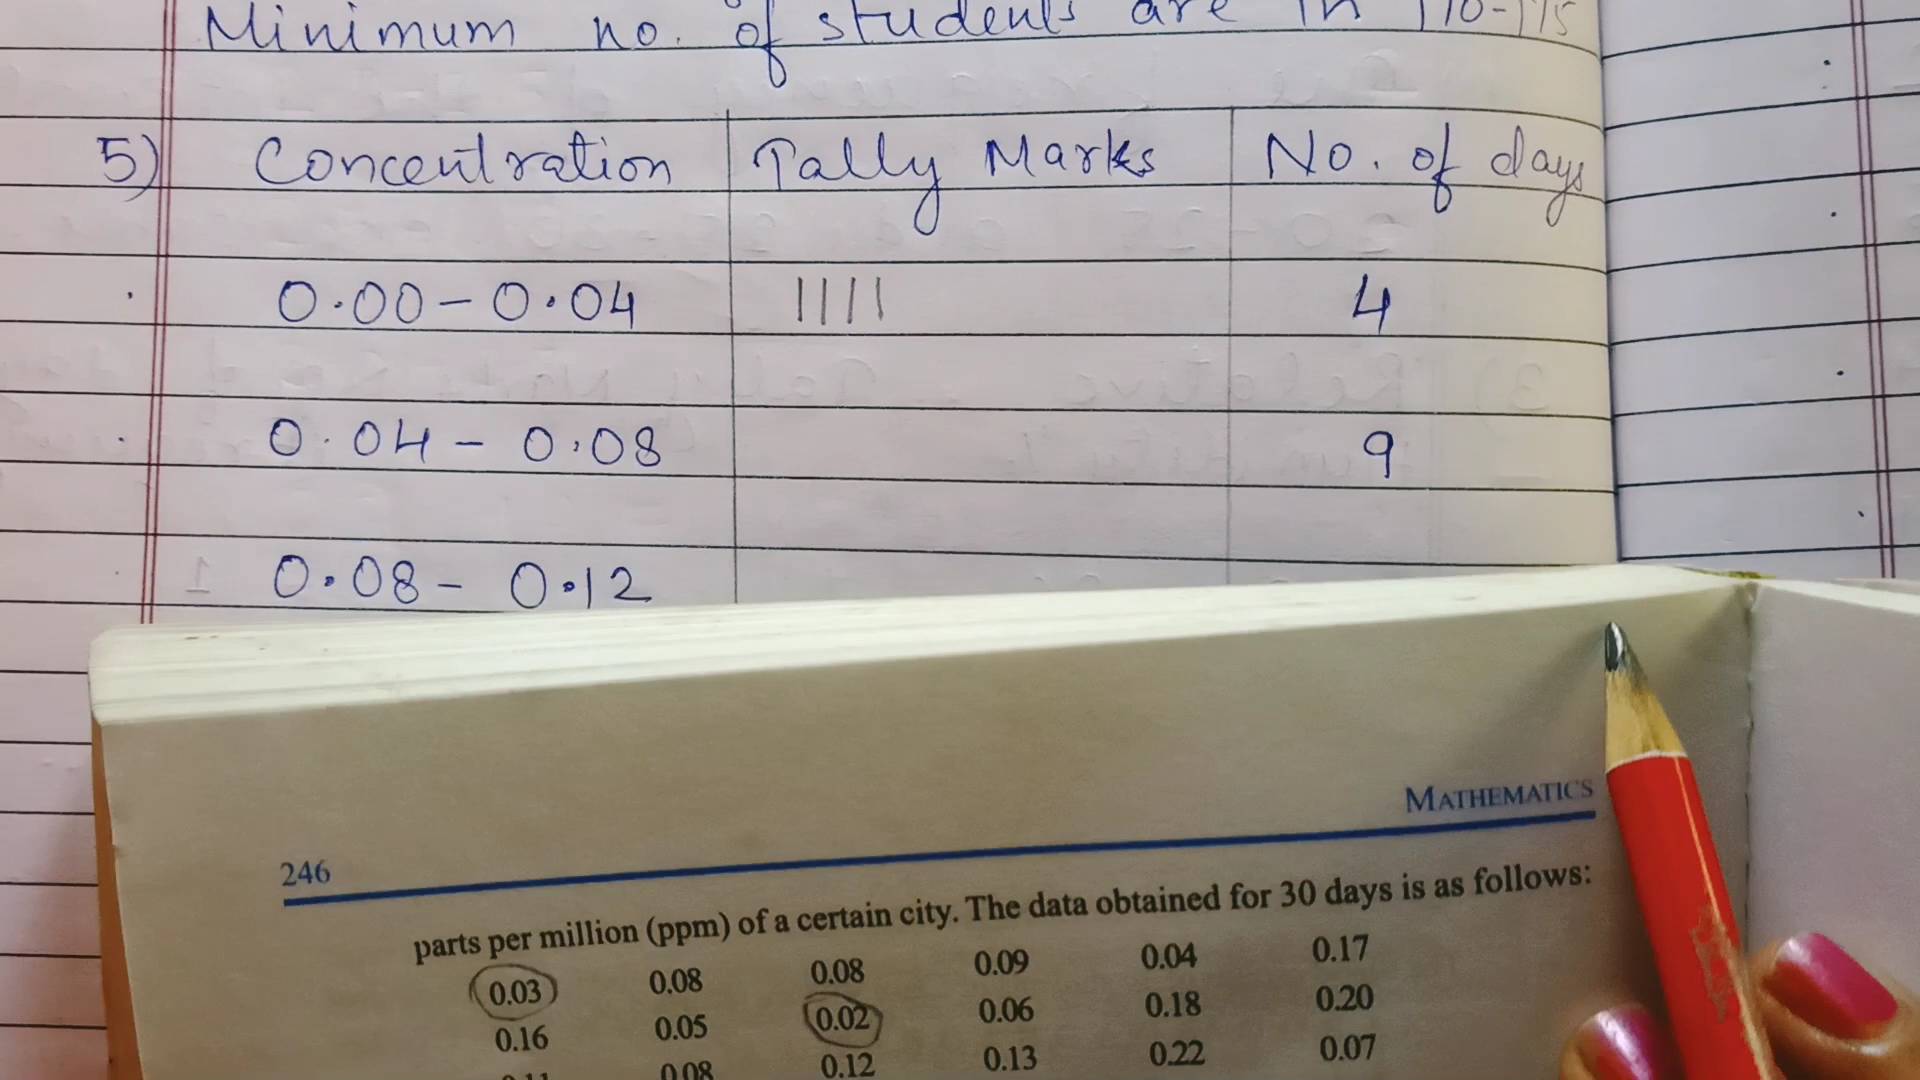 Minimum no. of students are in 170-175
5) Concentration Tally Marks No. of days
0.00 - 0.04 |||| 4
0.04 - 0.08 9
0.08 - 0.12
MATHEMATICS
246
parts per million (ppm) of a certain city. The data obtained for 30 days is as follows:
0.03 0.08 0.08 0.09 0.04 0.17
0.16 0.05 0.02 0.06 0.18 0.20
0.08 0.12 0.13 0.22 0.07